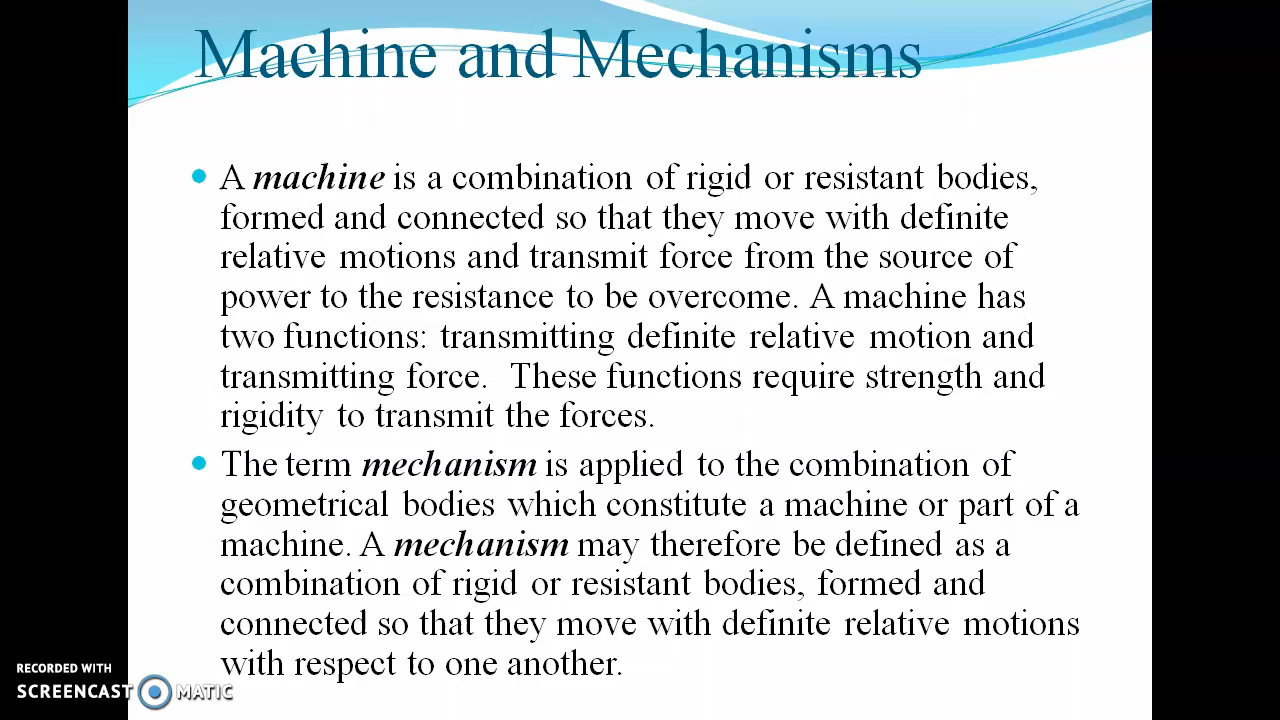 Machine and Mechanisms
A machine is a combination of rigid or resistant bodies,
formed and connected so that they move with definite
relative motions and transmit force from the source of
power to the resistance to be overcome. A machine has
two functions: transmitting definite relative motion and
transmitting force.  These functions require strength and
rigidity to transmit the forces.
The term mechanism is applied to the combination of
geometrical bodies which constitute a machine or part of a
machine. A mechanism may therefore be defined as a
combination of rigid or resistant bodies, formed and
connected so that they move with definite relative motions
with respect to one another.
RECORDED WITH
SCREENCAST MATIC